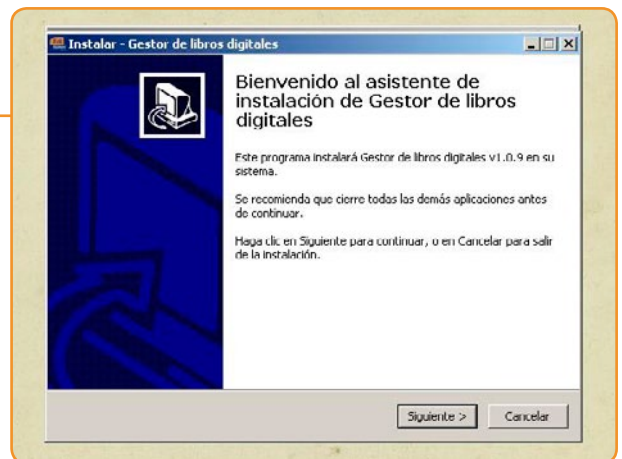 Instalar - Gestor de libros digitales
Bienvenido al asistente de
instalación de Gestor de libros
digitales
Este programa instalará Gestor de libros digitales v1.0.9 en su
sistema.
Se recomienda que cierre todas las demás aplicaciones antes
de continuar.
Haga clic en Siguiente para continuar, o en Cancelar para salir
de la instalación.
Siguiente >
Cancelar